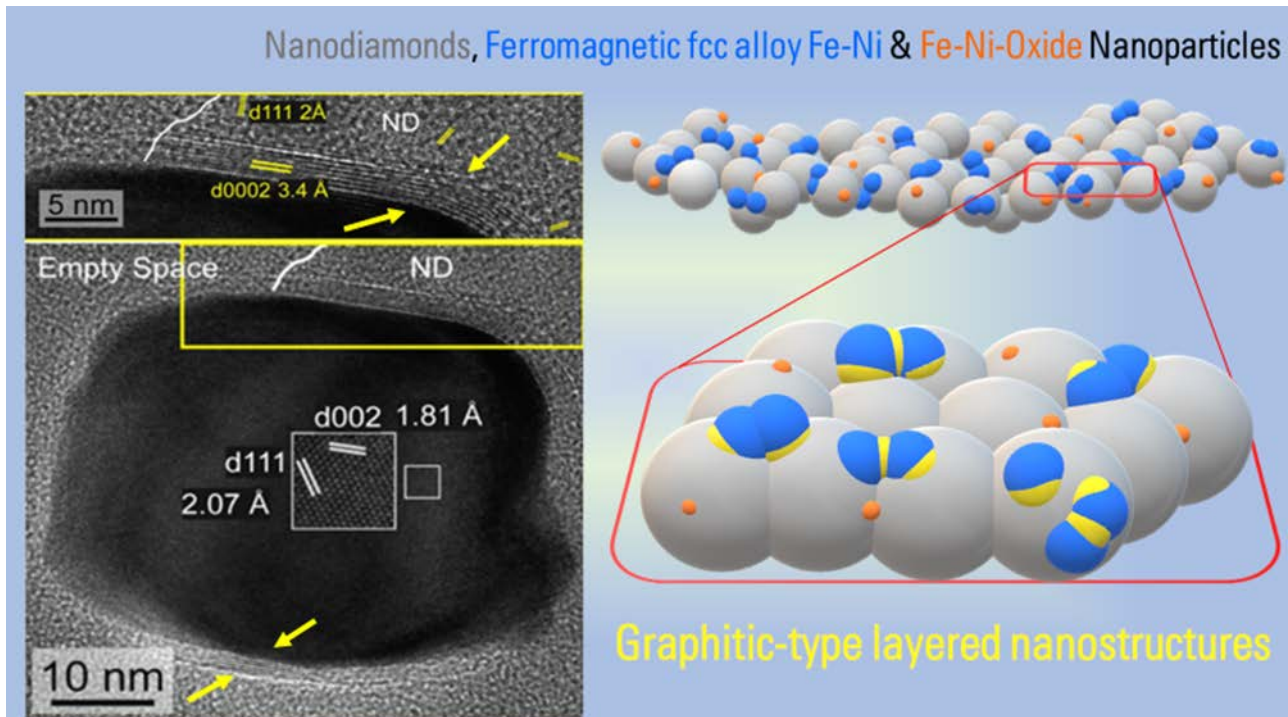 Nanodiamonds, Ferromagnetic fcc alloy Fe-Ni & Fe-Ni-Oxide Nanoparticles
d111 2Å
ND
d0002 3.4 Å
5 nm
Empty Space
ND
d002 1.81 Å
d111
2.07 Å
10 nm
Graphitic-type layered nanostructures